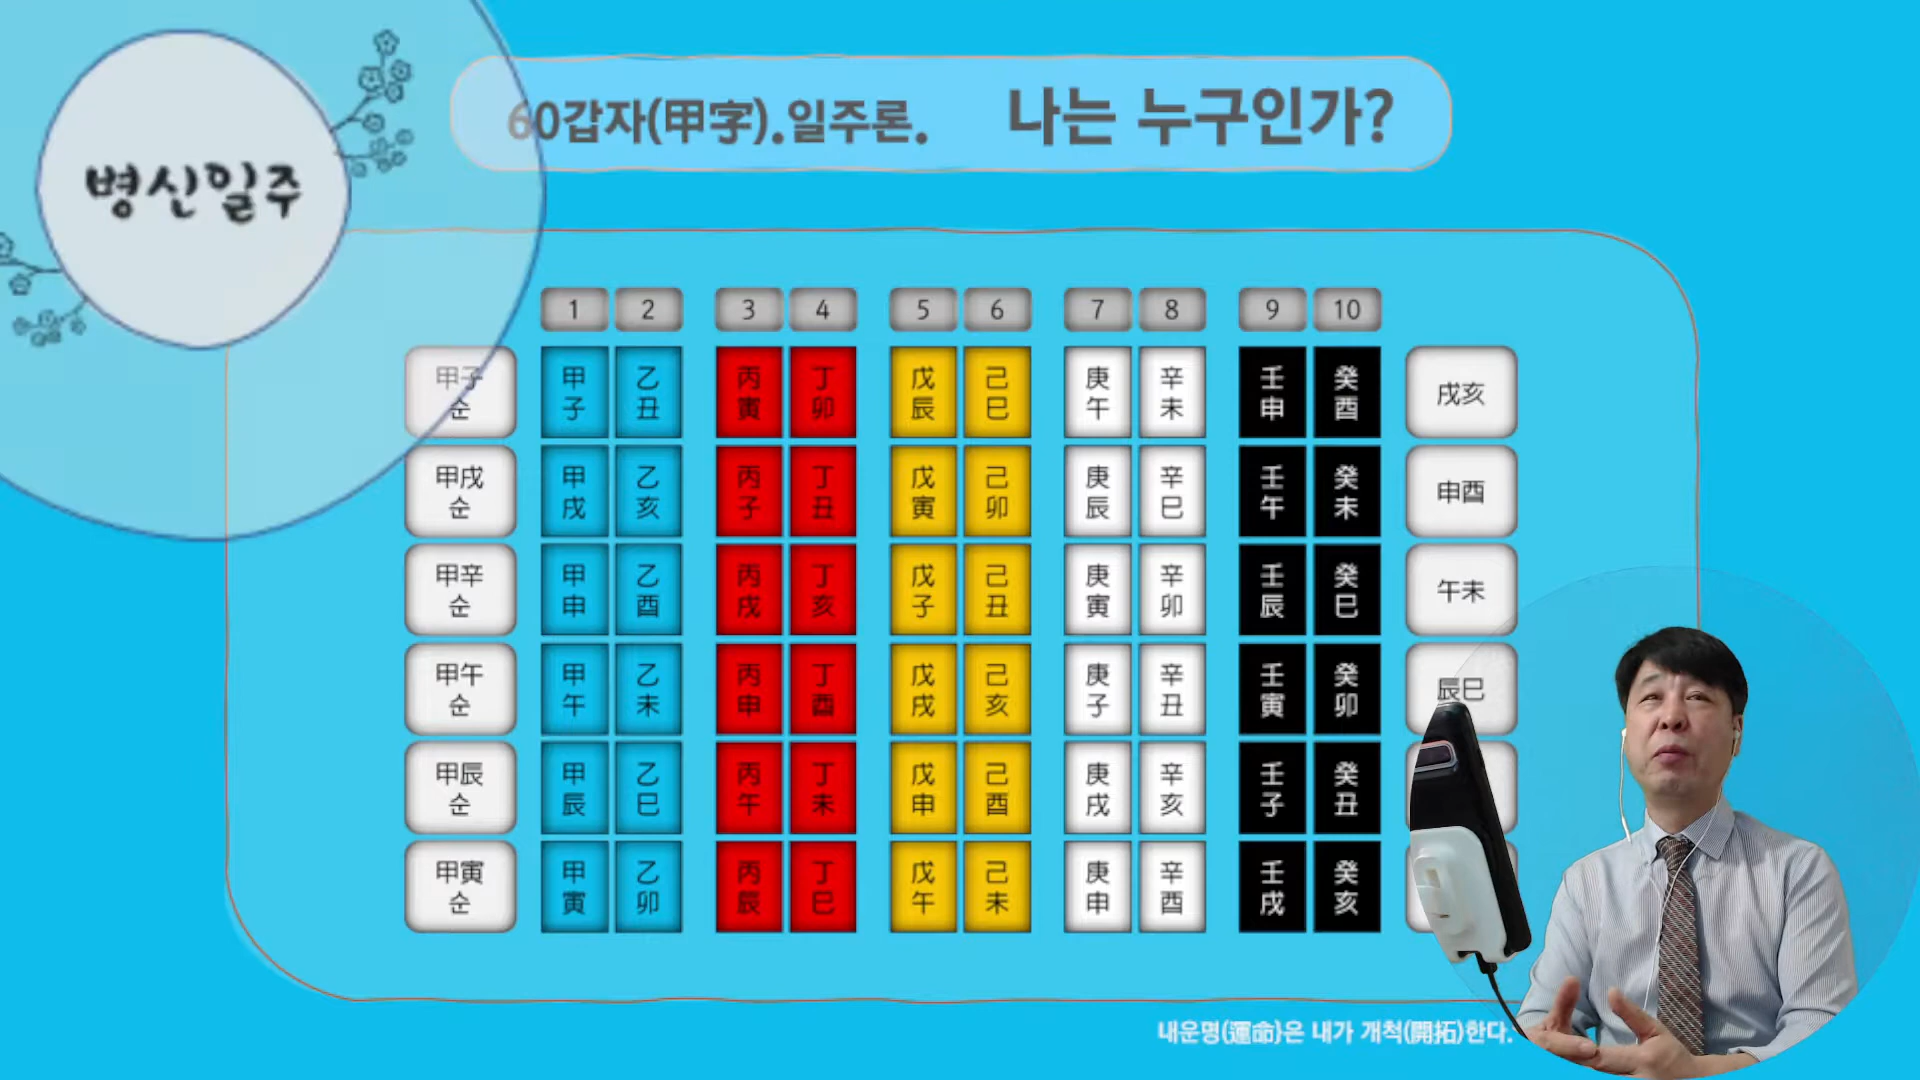 병신일주
60갑자(甲字).일주론. 나는 누구인가?
1 2 3 4 5 6 7 8 9 10
甲子순 甲子 乙丑 丙寅 丁卯 戊辰 己巳 庚午 辛未 壬申 癸酉 戌亥
甲戌순 甲戌 乙亥 丙子 丁丑 戊寅 己卯 庚辰 辛巳 壬午 癸未 申酉
甲辛순 甲申 乙酉 丙戌 丁亥 戊子 己丑 庚寅 辛卯 壬辰 癸巳 午未
甲午순 甲午 乙未 丙申 丁酉 戊戌 己亥 庚子 辛丑 壬寅 癸卯 辰巳
甲辰순 甲辰 乙巳 丙午 丁未 戊申 己酉 庚戌 辛亥 壬子 癸丑
甲寅순 甲寅 乙卯 丙辰 丁巳 戊午 己未 庚申 辛酉 壬戌 癸亥
내운명(運命)은 내가 개척(開拓)한다.